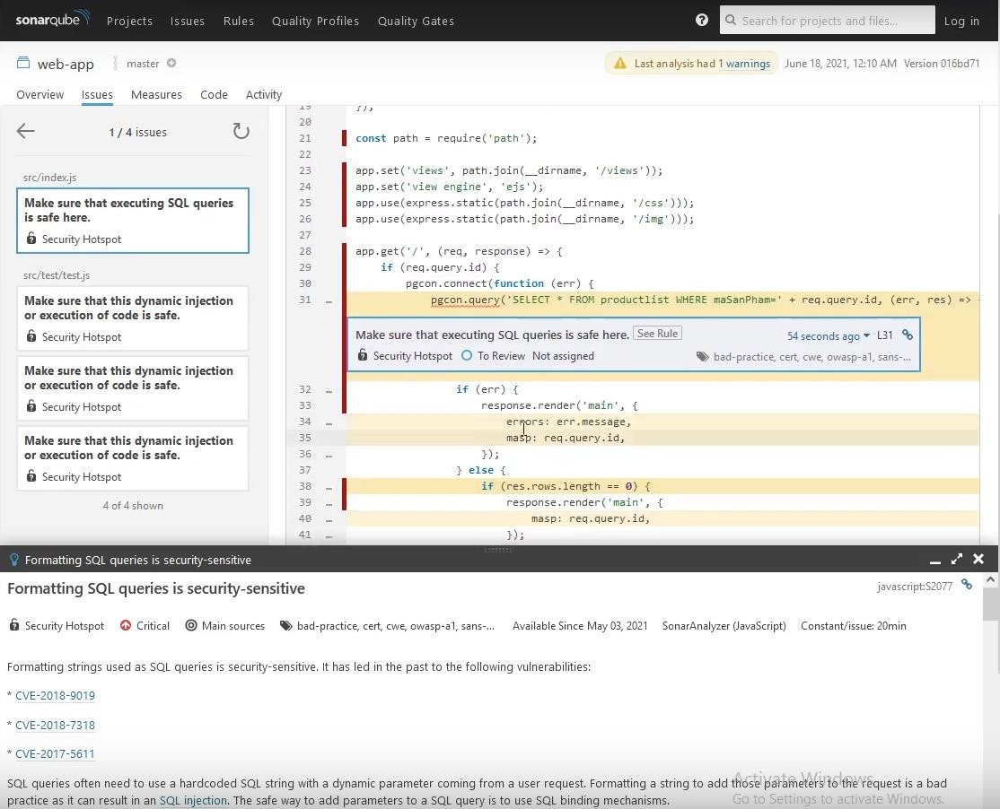 sonarqube Projects Issues Rules Quality Profiles Quality Gates ? Search for projects and files... Log in
web-app master Last analysis had 1 warnings June 18, 2021, 12:10 AM Version 016bd71
Overview Issues Measures Code Activity
1 / 4 issues
src/index.js
Make sure that executing SQL queries
is safe here.
Security Hotspot
src/test/test.js
Make sure that this dynamic injection
or execution of code is safe.
Security Hotspot
Make sure that this dynamic injection
or execution of code is safe.
Security Hotspot
Make sure that this dynamic injection
or execution of code is safe.
Security Hotspot
4 of 4 shown
19 });
20
21 const path = require('path');
22
23 app.set('views', path.join(__dirname, '/views'));
24 app.set('view engine', 'ejs');
25 app.use(express.static(path.join(__dirname, '/css')));
26 app.use(express.static(path.join(__dirname, '/img')));
27
28 app.get('/', (req, response) => {
29 if (req.query.id) {
30 pgcon.connect(function (err) {
31 … pgcon.query('SELECT * FROM productlist WHERE maSanPham=' + req.query.id, (err, res) =>
Make sure that executing SQL queries is safe here. See Rule 54 seconds ago L31
Security Hotspot To Review Not assigned bad-practice, cert, cwe, owasp-a1, sans-...
32 … if (err) {
33 response.render('main', {
34 … errors: err.message,
35 masp: req.query.id,
36 … });
37 } else {
38 … if (res.rows.length == 0) {
39 … response.render('main', {
40 … masp: req.query.id,
41 … });
Formatting SQL queries is security-sensitive
Formatting SQL queries is security-sensitive javascript:S2077
Security Hotspot Critical Main sources bad-practice, cert, cwe, owasp-a1, sans-... Available Since May 03, 2021 SonarAnalyzer (JavaScript) Constant/issue: 20min
Formatting strings used as SQL queries is security-sensitive. It has led in the past to the following vulnerabilities:
* CVE-2018-9019
* CVE-2018-7318
* CVE-2017-5611
SQL queries often need to use a hardcoded SQL string with a dynamic parameter coming from a user request. Formatting a string to add those parameters to the request is a bad
practice as it can result in an SQL injection. The safe way to add parameters to a SQL query is to use SQL binding mechanisms.
Activate Windows
Go to Settings to activate Windows.